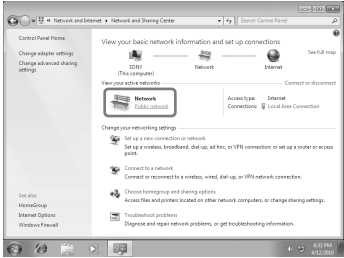 « Network and Internet ▸ Network and Sharing Center
Search Control Panel
Control Panel Home
Change adapter settings
Change advanced sharing
settings
View your basic network information and set up connections
See full map
SONY
(This computer)
Network
Internet
View your active networks
Connect or disconnect
Network
Public network
Access type: Internet
Connections: Local Area Connection
Change your networking settings
Set up a new connection or network
Set up a wireless, broadband, dial-up, ad hoc, or VPN connection; or set up a router or access
point.
Connect to a network
Connect or reconnect to a wireless, wired, dial-up, or VPN network connection.
Choose homegroup and sharing options
Access files and printers located on other network computers, or change sharing settings.
Troubleshoot problems
Diagnose and repair network problems, or get troubleshooting information.
See also
HomeGroup
Internet Options
Windows Firewall
8:33 PM
4/12/2010